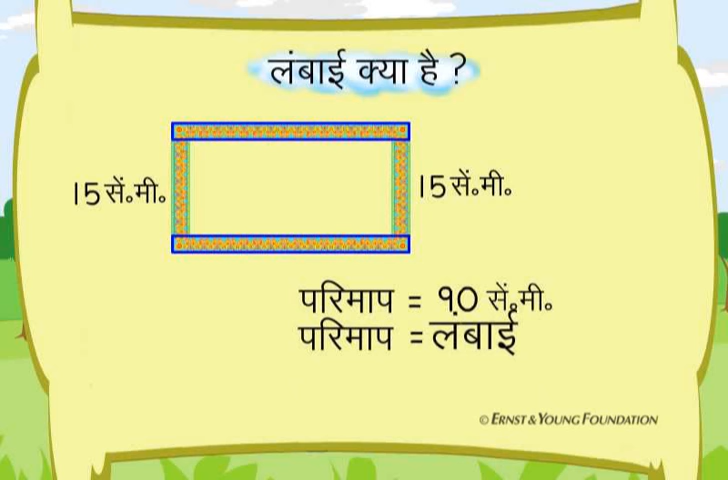 लंबाई क्या है ?
15 सें॰मी॰
15 सें॰मी॰
परिमाप = 90 सें॰मी॰
परिमाप = लंबाई
© ERNST & YOUNG FOUNDATION